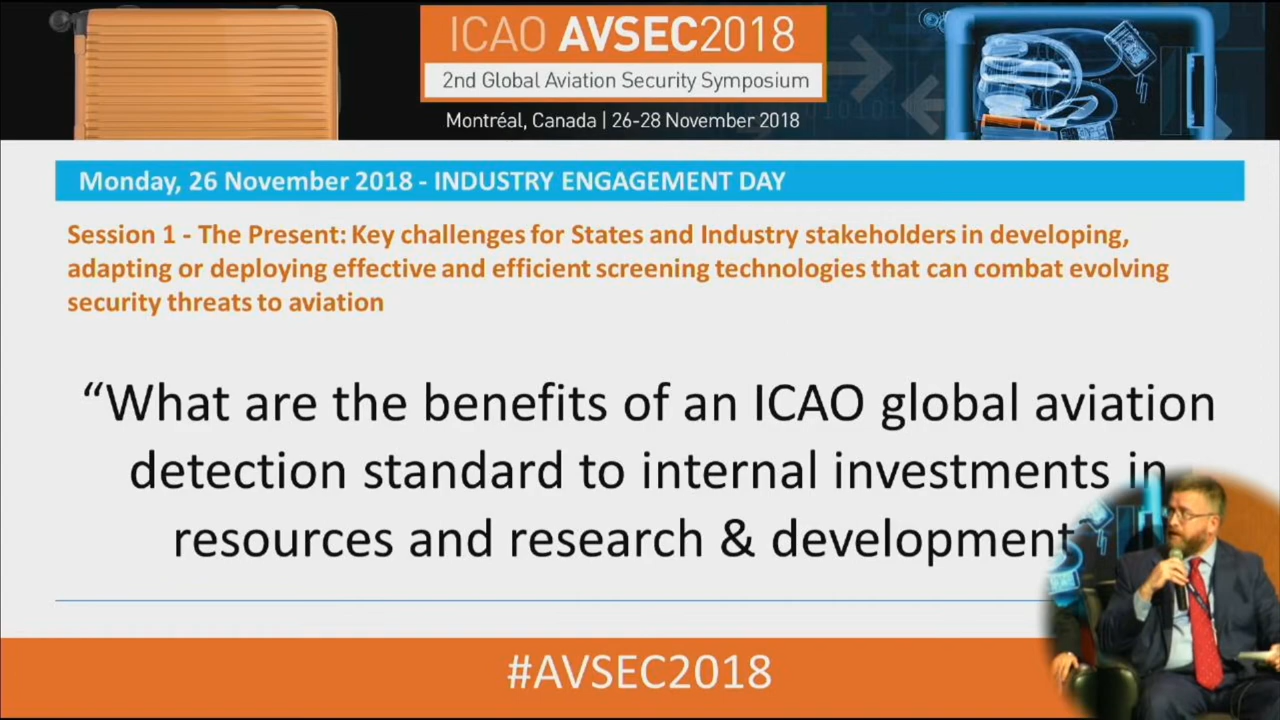 ICAO AVSEC2018
2nd Global Aviation Security Symposium
Montréal, Canada | 26-28 November 2018
Monday, 26 November 2018 - INDUSTRY ENGAGEMENT DAY
Session 1 - The Present: Key challenges for States and Industry stakeholders in developing,
adapting or deploying effective and efficient screening technologies that can combat evolving
security threats to aviation
“What are the benefits of an ICAO global aviation
detection standard to internal investments in
resources and research & development
#AVSEC2018